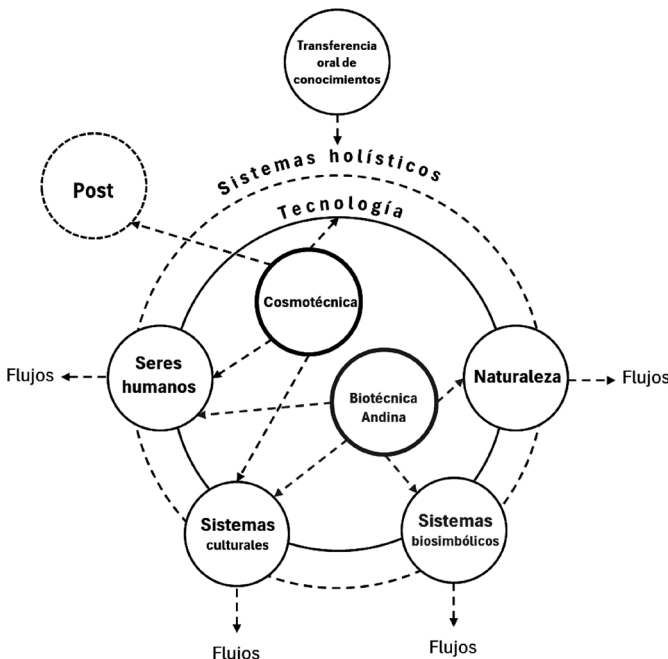 Transferencia
oral de
conocimientos
Sistemas holísticos
Post
Tecnología
Cosmotécnica
Seres
humanos
Flujos
Naturaleza
Flujos
Biotécnica
Andina
Sistemas
culturales
Sistemas
biosimbólicos
Flujos
Flujos